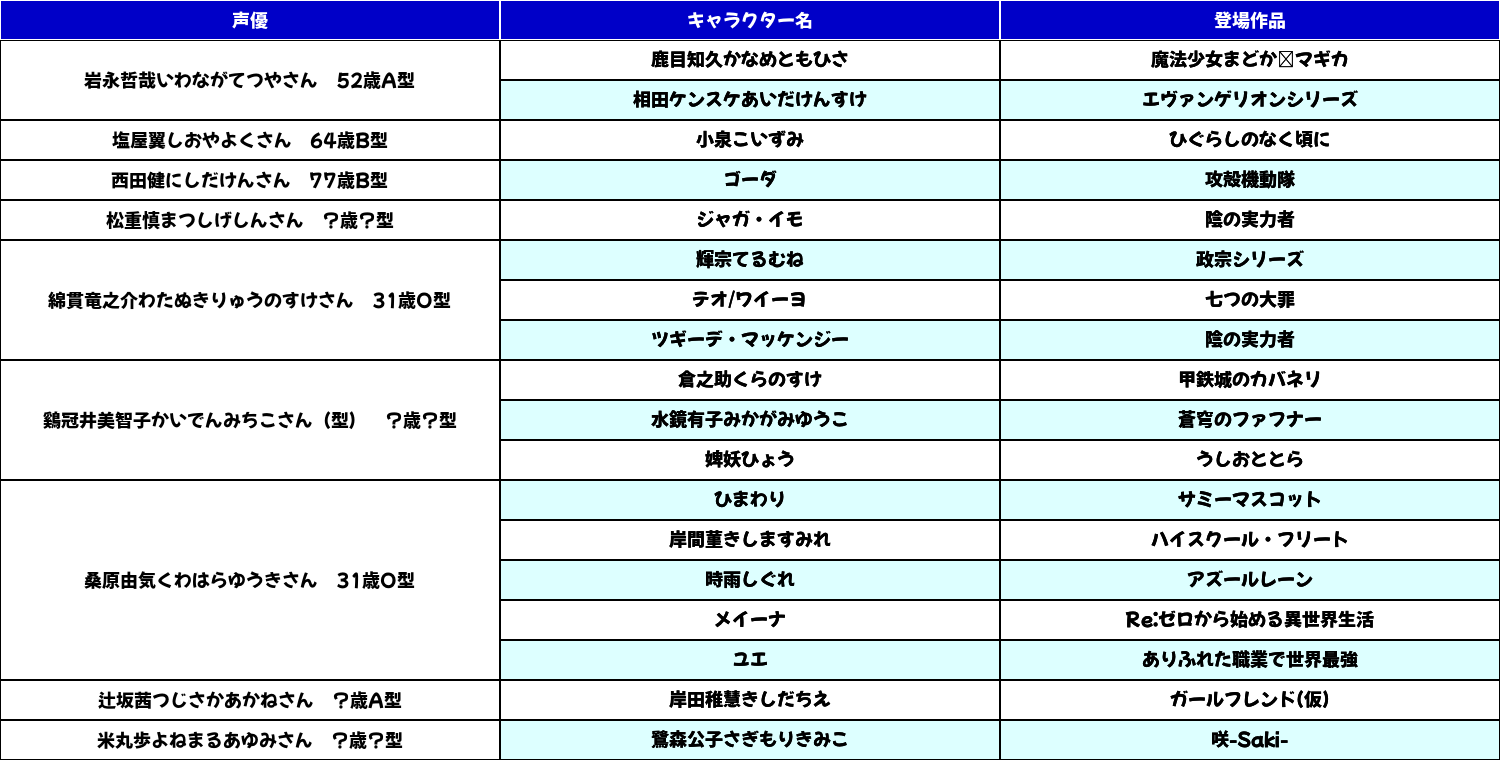 声優 キャラクター名 登場作品
岩永哲哉いわながてつやさん　52歳A型 鹿目知久かなめともひさ 魔法少女まどか☒マギカ
相田ケンスケあいだけんすけ エヴァンゲリオンシリーズ
塩屋翼しおやよくさん　64歳B型 小泉こいずみ ひぐらしのなく頃に
西田健にしだけんさん　77歳B型 ゴーダ 攻殻機動隊
松重慎まつしげしんさん　？歳？型 ジャガ・イモ 陰の実力者
綿貫竜之介わたぬきりゅうのすけさん　31歳O型 輝宗てるむね 政宗シリーズ
テオ/ワイーヨ 七つの大罪
ツギーデ・マッケンジー 陰の実力者
鷄冠井美智子かいでんみちこさん（型）　？歳？型 倉之助くらのすけ 甲鉄城のカバネリ
水鏡有子みかがみゆうこ 蒼穹のファフナー
婢妖ひょう うしおととら
桑原由気くわはらゆうきさん　31歳O型 ひまわり サミーマスコット
岸間菫きしますみれ ハイスクール・フリート
時雨しぐれ アズールレーン
メイーナ Re:ゼロから始める異世界生活
ユエ ありふれた職業で世界最強
辻坂茜つじさかあかねさん　？歳A型 岸田稚慧きしだちえ ガールフレンド(仮)
米丸歩よねまるあゆみさん　？歳？型 鷺森公子さぎもりきみこ 咲-Saki-